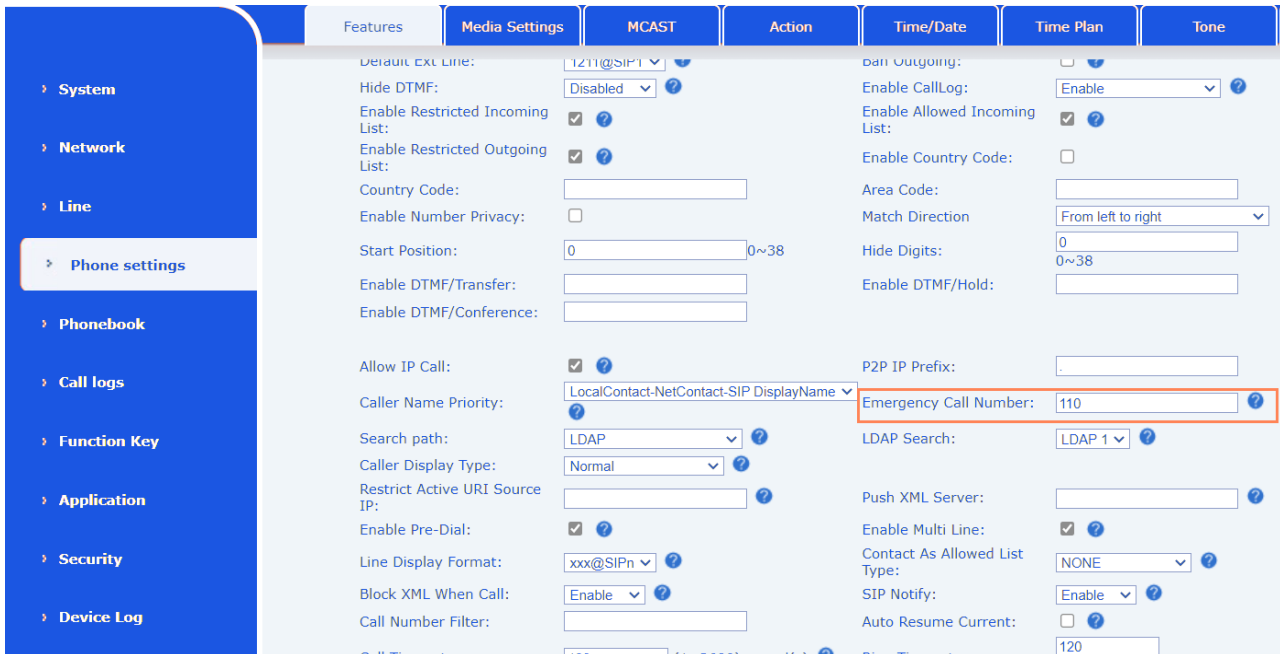 Features
Media Settings
MCAST
Action
Time/Date
Time Plan
Tone
System
Network
Line
Phone settings
Phonebook
Call logs
Function Key
Application
Security
Device Log
Default Ext Line: 1211@SIP1 Ban Outgoing:
Hide DTMF: Disabled Enable CallLog: Enable
Enable Restricted Incoming
List:
Enable Allowed Incoming
List:
Enable Restricted Outgoing
List:
Enable Country Code:
Country Code: Area Code:
Enable Number Privacy: Match Direction From left to right
Start Position: 0 0~38 Hide Digits: 0
0~38
Enable DTMF/Transfer: Enable DTMF/Hold:
Enable DTMF/Conference:
Allow IP Call: P2P IP Prefix: .
Caller Name Priority: LocalContact-NetContact-SIP DisplayName Emergency Call Number: 110
Search path: LDAP LDAP Search: LDAP 1
Caller Display Type: Normal
Restrict Active URI Source
IP:
Push XML Server:
Enable Pre-Dial: Enable Multi Line:
Line Display Format: xxx@SIPn Contact As Allowed List
Type:
NONE
Block XML When Call: Enable SIP Notify: Enable
Call Number Filter: Auto Resume Current:
120